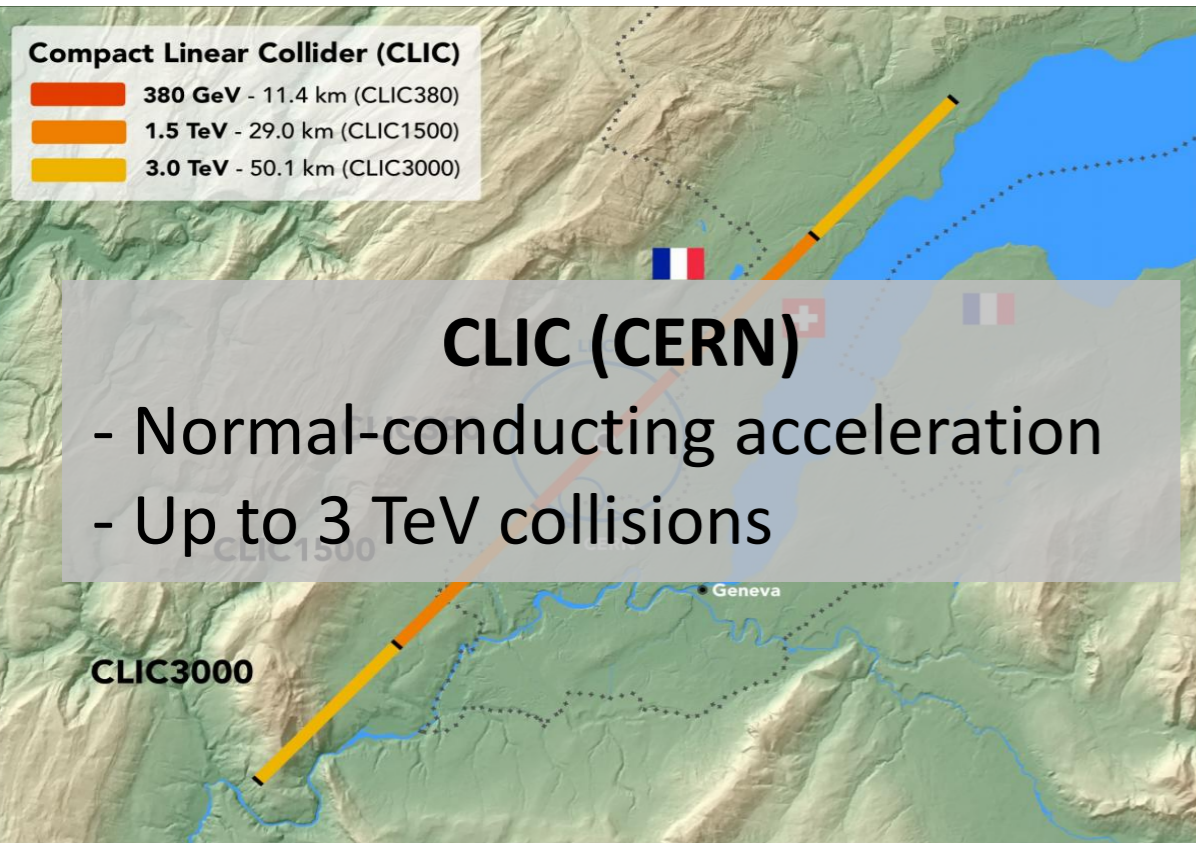 Compact Linear Collider (CLIC)
380 GeV - 11.4 km (CLIC380)
1.5 TeV - 29.0 km (CLIC1500)
3.0 TeV - 50.1 km (CLIC3000)
CLIC (CERN)
- Normal-conducting acceleration
- Up to 3 TeV collisions
CLIC1500
CERN
Geneva
CLIC3000